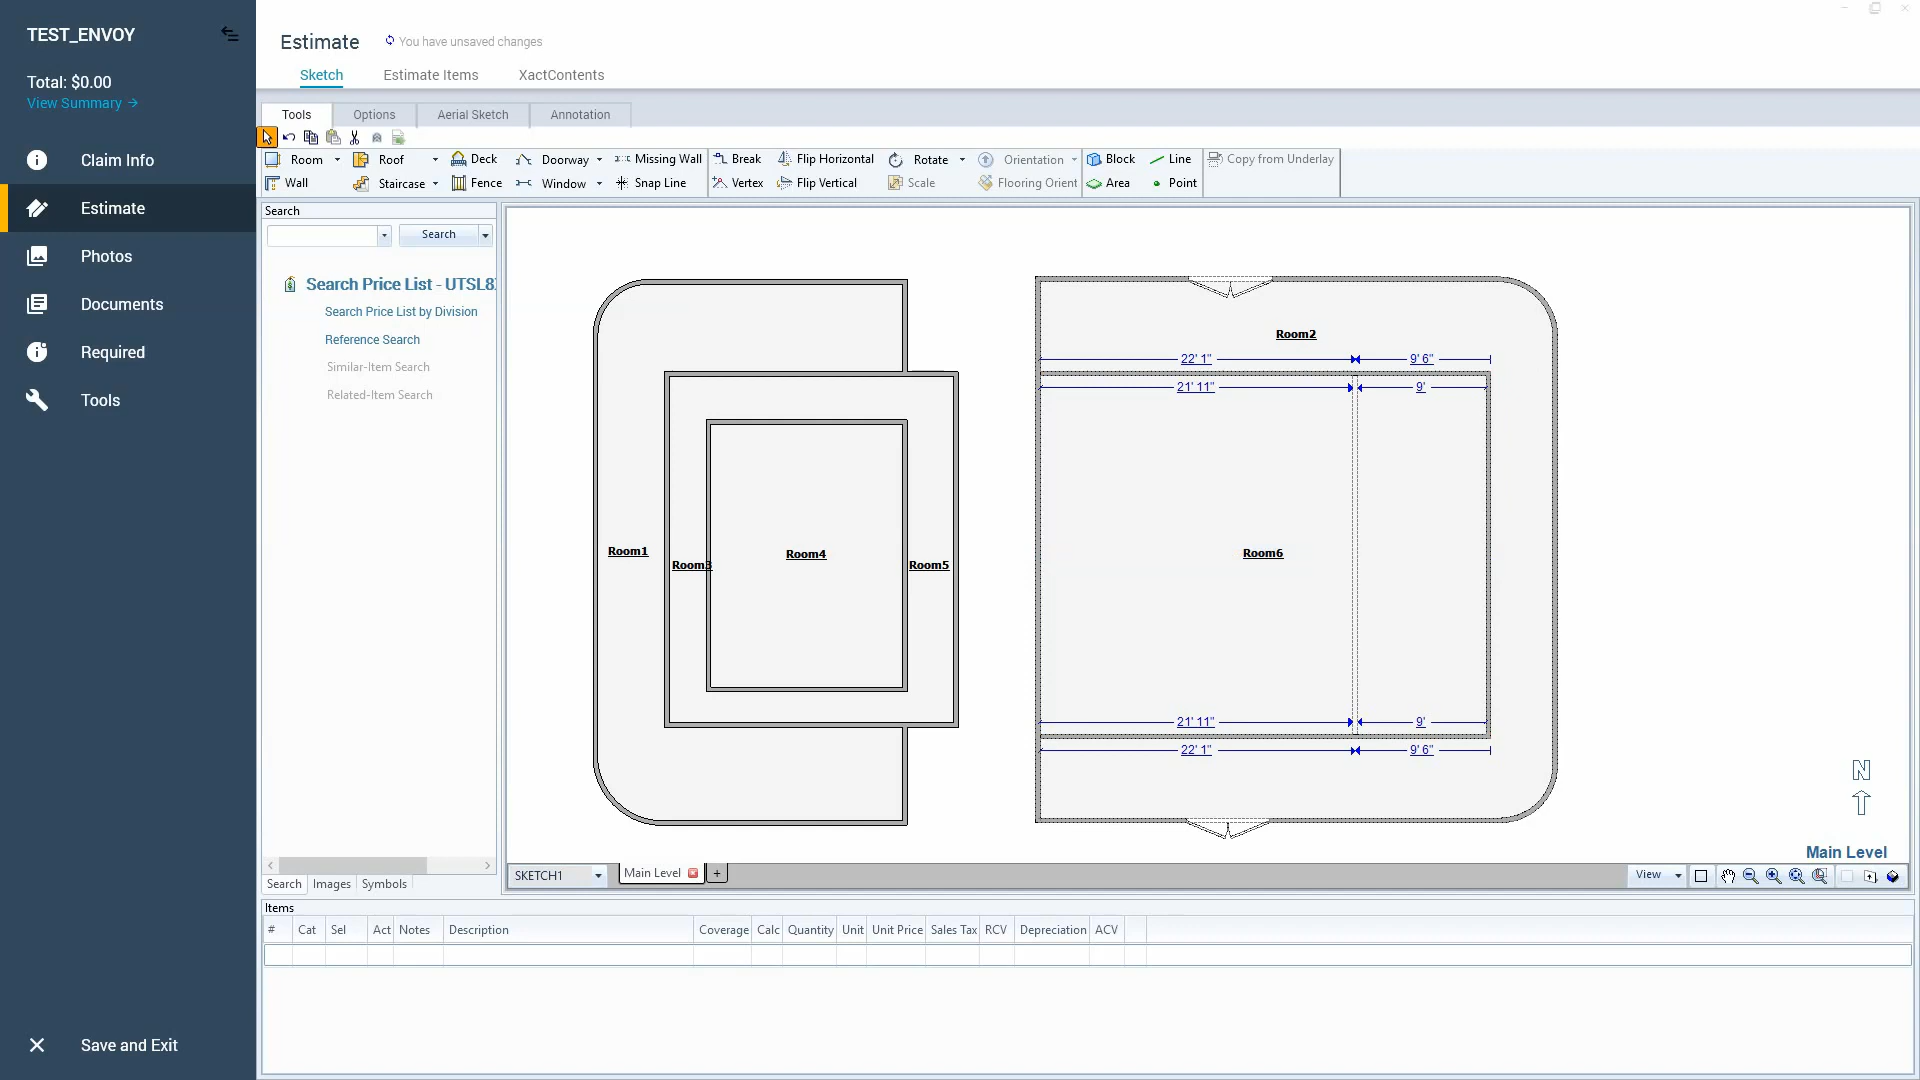 TEST_ENVOY
Total: $0.00
View Summary →
Claim Info
Estimate
Photos
Documents
Required
Tools
Save and Exit
Estimate
You have unsaved changes
Sketch Estimate Items XactContents
Tools Options Aerial Sketch Annotation
Room Roof Deck Doorway Missing Wall Break Flip Horizontal Rotate Orientation Block Line Copy from Underlay
Wall Staircase Fence Window Snap Line Vertex Flip Vertical Scale Flooring Orient Area Point
Search
Search
Search Price List - UTSL8
Search Price List by Division
Reference Search
Similar-Item Search
Related-Item Search
Search Images Symbols
Room2
22' 1" 9' 6"
21' 11" 9'
Room1
Room3
Room4
Room5
Room6
21' 11" 9'
22' 1" 9' 6"
N
Main Level
SKETCH1 Main Level + View
Items
# Cat Sel Act Notes Description Coverage Calc Quantity Unit Unit Price Sales Tax RCV Depreciation ACV